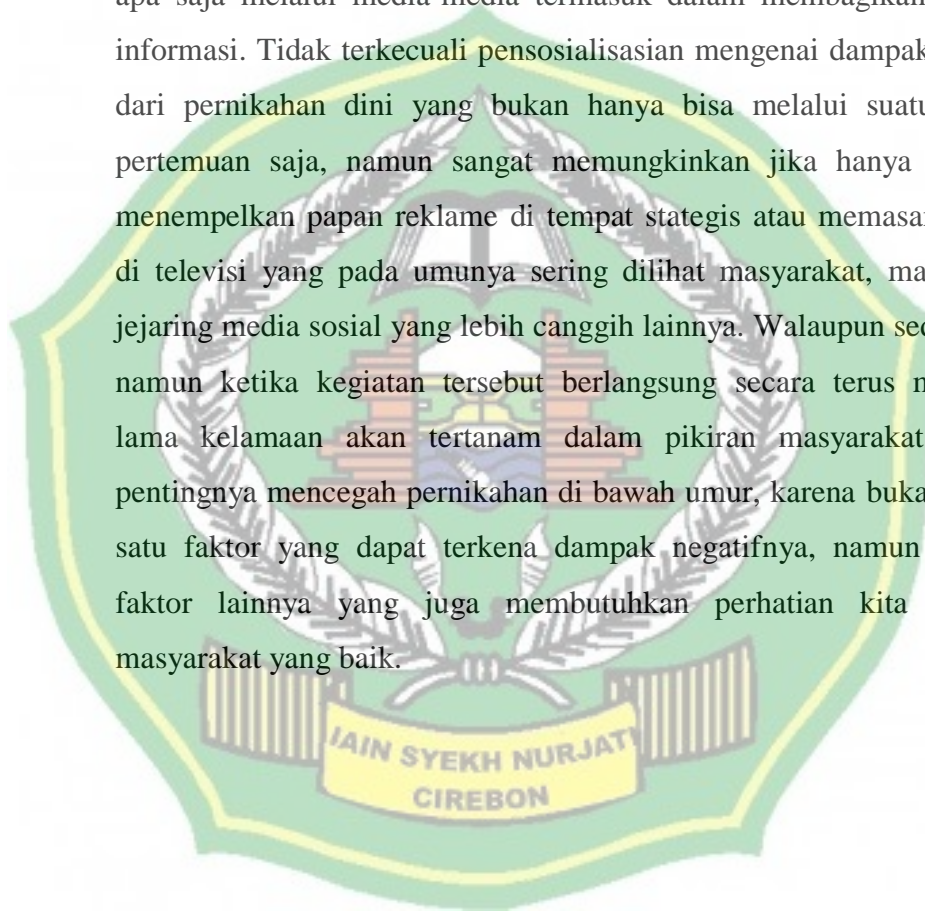 apa saja melalui media-media termasuk dalam membagikan
informasi. Tidak terkecuali pensosialisasian mengenai dampak
dari pernikahan dini yang bukan hanya bisa melalui suatu
pertemuan saja, namun sangat memungkinkan jika hanya
menempelkan papan reklame di tempat stategis atau
di televisi yang pada umunya sering dilihat masyarakat,
jejaring media sosial yang lebih canggih lainnya. Walaupun
namun ketika kegiatan tersebut berlangsung secara terus
lama kelamaan akan tertanam dalam pikiran masyarakat
pentingnya mencegah pernikahan di bawah umur, karena
satu faktor yang dapat terkena dampak negatifnya, namun
faktor lainnya yang juga membutuhkan perhatian kita
masyarakat yang baik.
IAIN SYEKH NURJATI
CIREBON